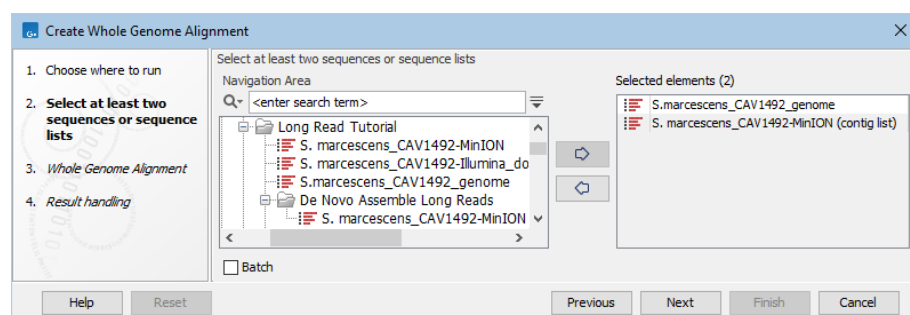 Create Whole Genome Alignment
1. Choose where to run
2. Select at least two
sequences or sequence
lists
3. Whole Genome Alignment
4. Result handling
Select at least two sequences or sequence lists
Navigation Area
<enter search term>
Long Read Tutorial
S. marcescens_CAV1492-MinION
S. marcescens_CAV1492-Illumina_do
S.marcescens_CAV1492_genome
De Novo Assemble Long Reads
S. marcescens_CAV1492-MinION
Batch
Selected elements (2)
S.marcescens_CAV1492_genome
S. marcescens_CAV1492-MinION (contig list)
Help
Reset
Previous
Next
Finish
Cancel